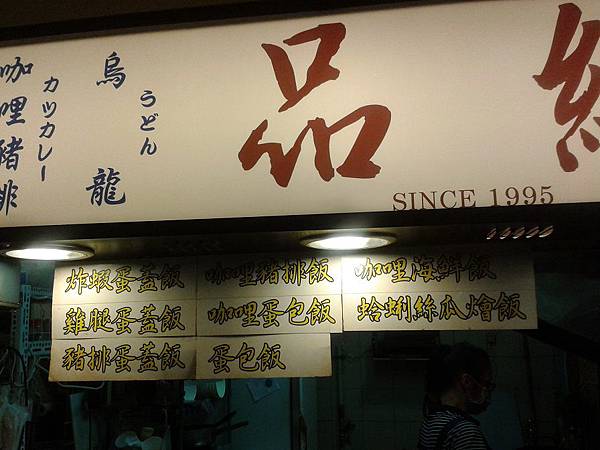 咖哩豬排
カツカレー
烏龍
うどん
品
SINCE 1995
炸蝦蛋蓋飯
咖哩豬排飯
咖哩海鮮飯
雞腿蛋蓋飯
咖哩蛋包飯
蛤蜊絲瓜燴飯
豬排蛋蓋飯
蛋包飯